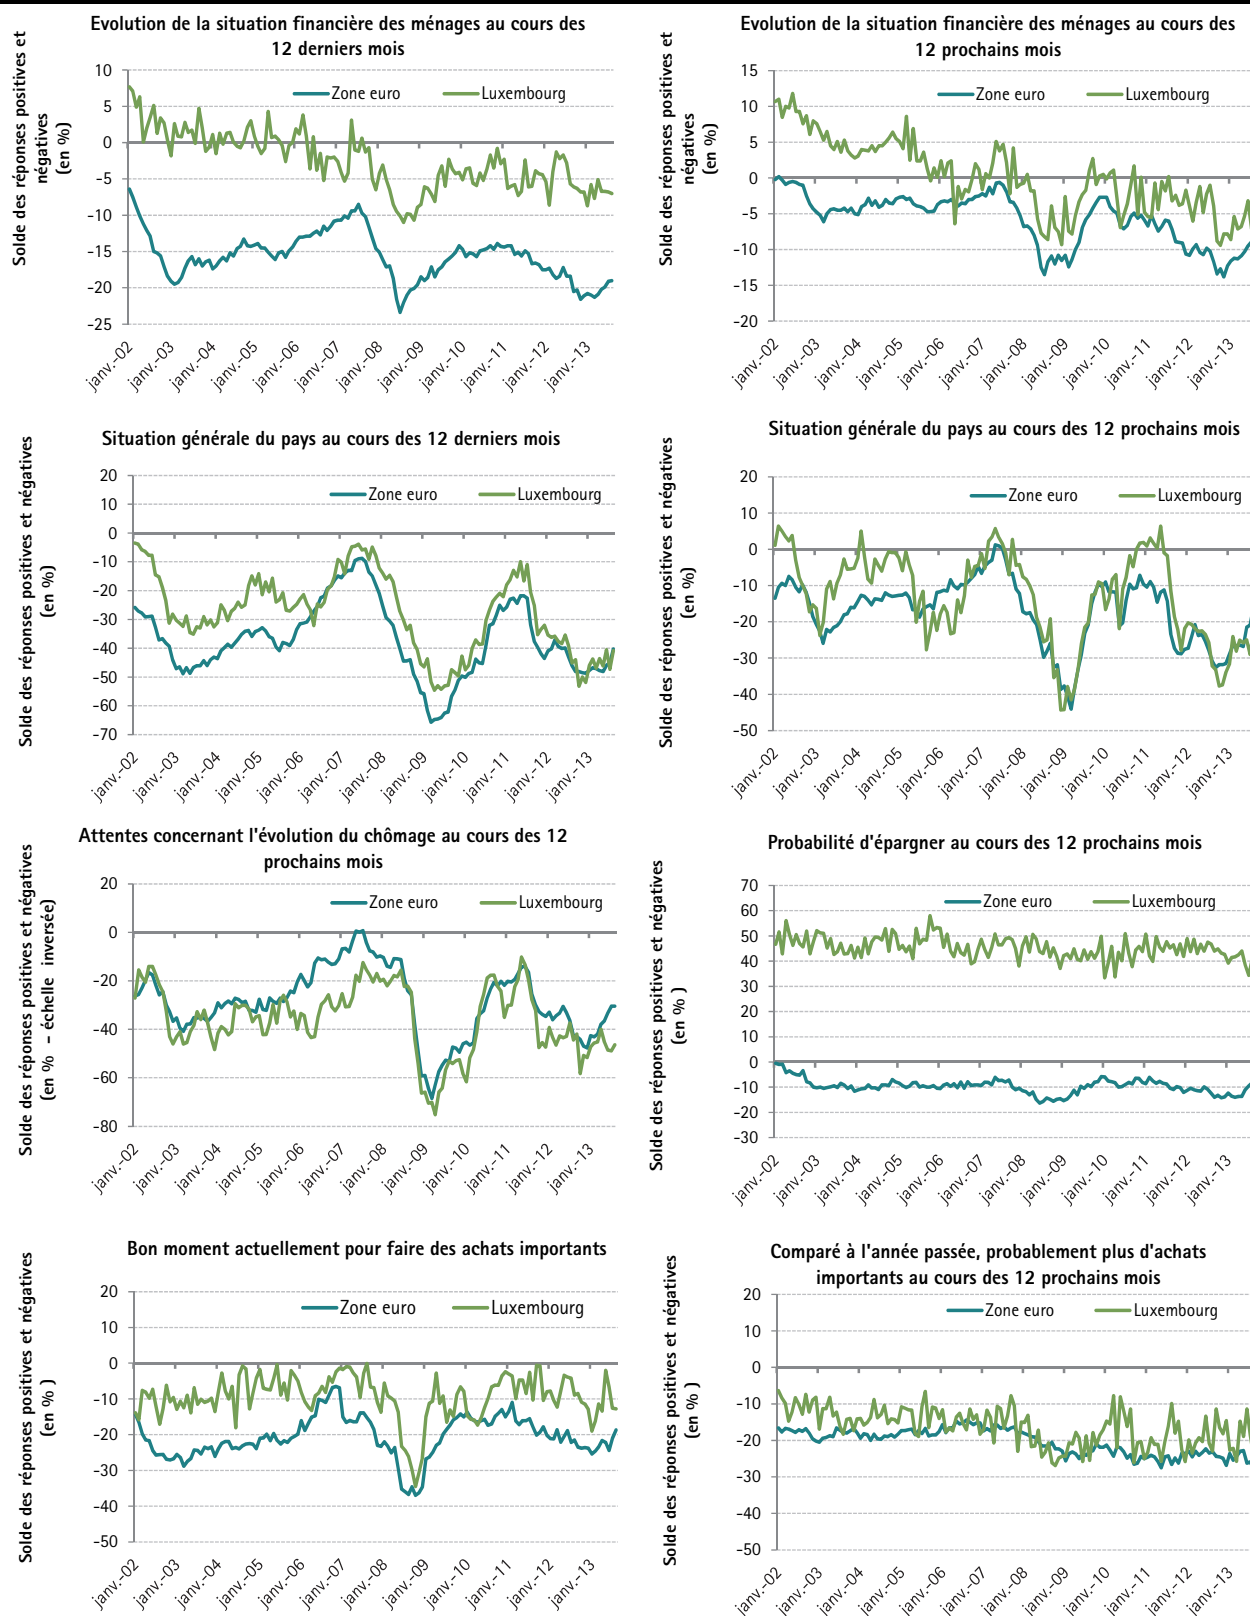 Evolution de la situation financière des ménages au cours des
12 derniers mois
Solde des réponses positives et
négatives
(en %)
Zone euro
Luxembourg
10
5
0
-5
-10
-15
-20
-25
janv.-02
janv.-03
janv.-04
janv.-05
janv.-06
janv.-07
janv.-08
janv.-09
janv.-10
janv.-11
janv.-12
janv.-13
Evolution de la situation financière des ménages au cours des
12 prochains mois
Solde des réponses positives et
négatives
(en %)
Zone euro
Luxembourg
15
10
5
0
-5
-10
-15
-20
janv.-02
janv.-03
janv.-04
janv.-05
janv.-06
janv.-07
janv.-08
janv.-09
janv.-10
janv.-11
janv.-12
janv.-13
Situation générale du pays au cours des 12 derniers mois
Solde des réponses positives et négatives
(en %)
Zone euro
Luxembourg
20
10
0
-10
-20
-30
-40
-50
-60
-70
janv.-02
janv.-03
janv.-04
janv.-05
janv.-06
janv.-07
janv.-08
janv.-09
janv.-10
janv.-11
janv.-12
janv.-13
Situation générale du pays au cours des 12 prochains mois
Solde des réponses positives et négatives
(en %)
Zone euro
Luxembourg
20
10
0
-10
-20
-30
-40
-50
janv.-02
janv.-03
janv.-04
janv.-05
janv.-06
janv.-07
janv.-08
janv.-09
janv.-10
janv.-11
janv.-12
janv.-13
Attentes concernant l'évolution du chômage au cours des 12
prochains mois
Solde des réponses positives et négatives
(en % - échelle inversée)
Zone euro
Luxembourg
20
0
-20
-40
-60
-80
janv.-02
janv.-03
janv.-04
janv.-05
janv.-06
janv.-07
janv.-08
janv.-09
janv.-10
janv.-11
janv.-12
janv.-13
Probabilité d'épargner au cours des 12 prochains mois
Solde des réponses positives et négatives
(en % )
Zone euro
Luxembourg
70
60
50
40
30
20
10
0
-10
-20
-30
janv.-02
janv.-03
janv.-04
janv.-05
janv.-06
janv.-07
janv.-08
janv.-09
janv.-10
janv.-11
janv.-12
janv.-13
Bon moment actuellement pour faire des achats importants
Solde des réponses positives et négatives
(en % )
Zone euro
Luxembourg
20
10
0
-10
-20
-30
-40
-50
janv.-02
janv.-03
janv.-04
janv.-05
janv.-06
janv.-07
janv.-08
janv.-09
janv.-10
janv.-11
janv.-12
janv.-13
Comparé à l'année passée, probablement plus d'achats
importants au cours des 12 prochains mois
Solde des réponses positives et négatives
(en % )
Zone euro
Luxembourg
20
10
0
-10
-20
-30
-40
-50
janv.-02
janv.-03
janv.-04
janv.-05
janv.-06
janv.-07
janv.-08
janv.-09
janv.-10
janv.-11
janv.-12
janv.-13